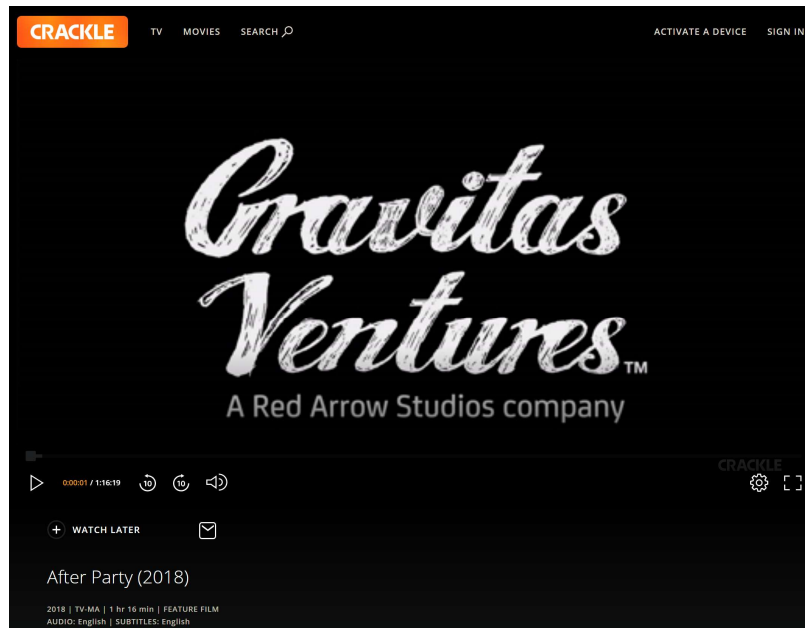 CRACKLE TV MOVIES SEARCH ACTIVATE A DEVICE SIGN IN
Gravitas
Ventures TM
A Red Arrow Studios company
CRACKLE
0:00:01 / 1:16:19 10 10
+ WATCH LATER
After Party (2018)
2018 | TV-MA | 1 hr 16 min | FEATURE FILM
AUDIO: English | SUBTITLES: English